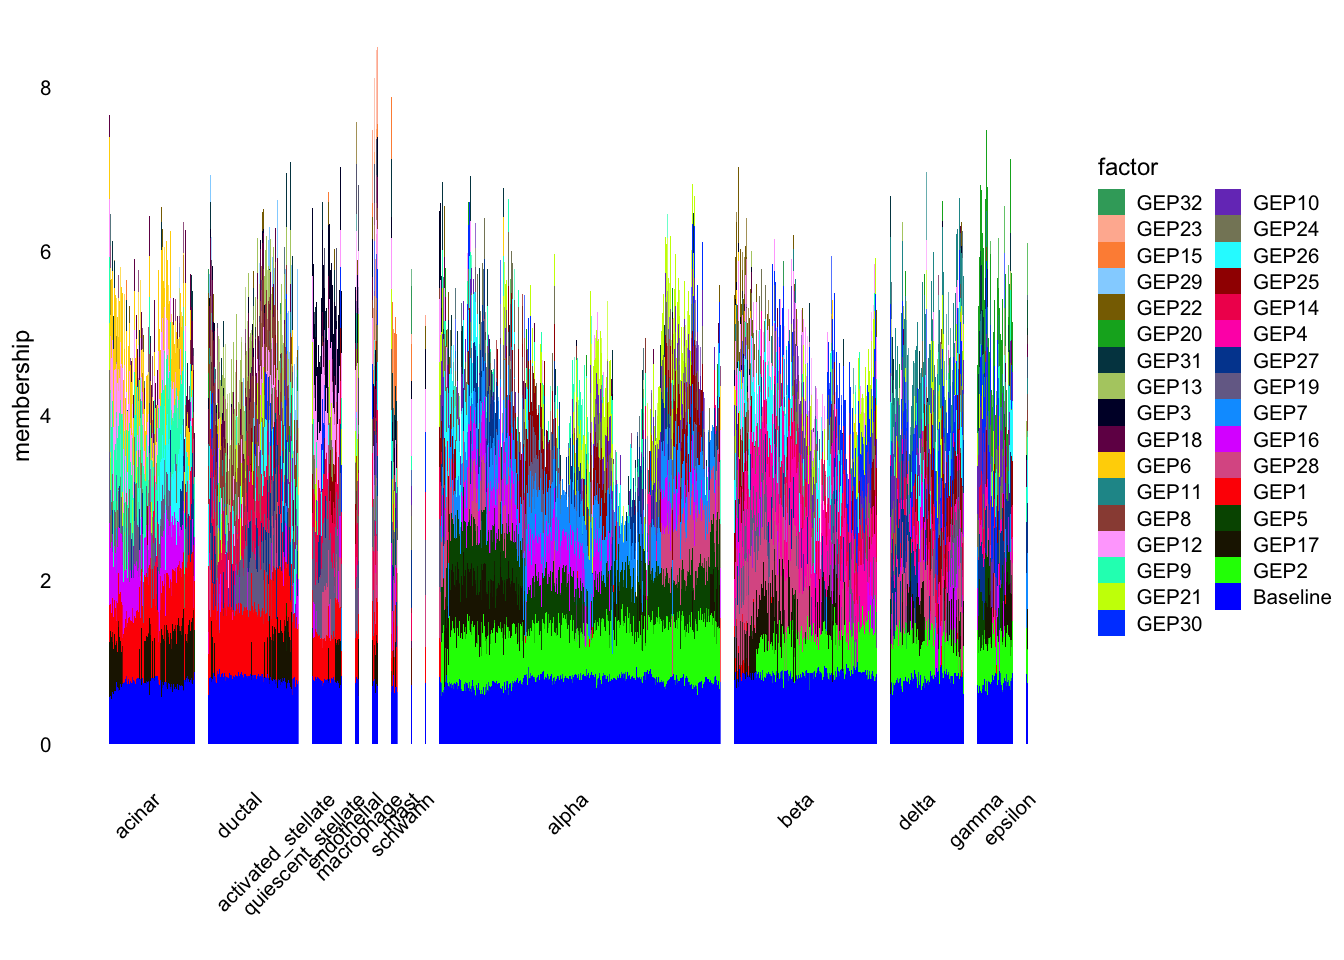 8
6
4
2
0
membership
acinar
ductal
activated_stellate
quiescent_stellate
endothelial
macrophage
mast
schwann
alpha
beta
delta
gamma
epsilon
factor
GEP32
GEP23
GEP15
GEP29
GEP22
GEP20
GEP31
GEP13
GEP3
GEP18
GEP6
GEP11
GEP8
GEP12
GEP9
GEP21
GEP30
GEP10
GEP24
GEP26
GEP25
GEP14
GEP4
GEP27
GEP19
GEP7
GEP16
GEP28
GEP1
GEP5
GEP17
GEP2
Baseline